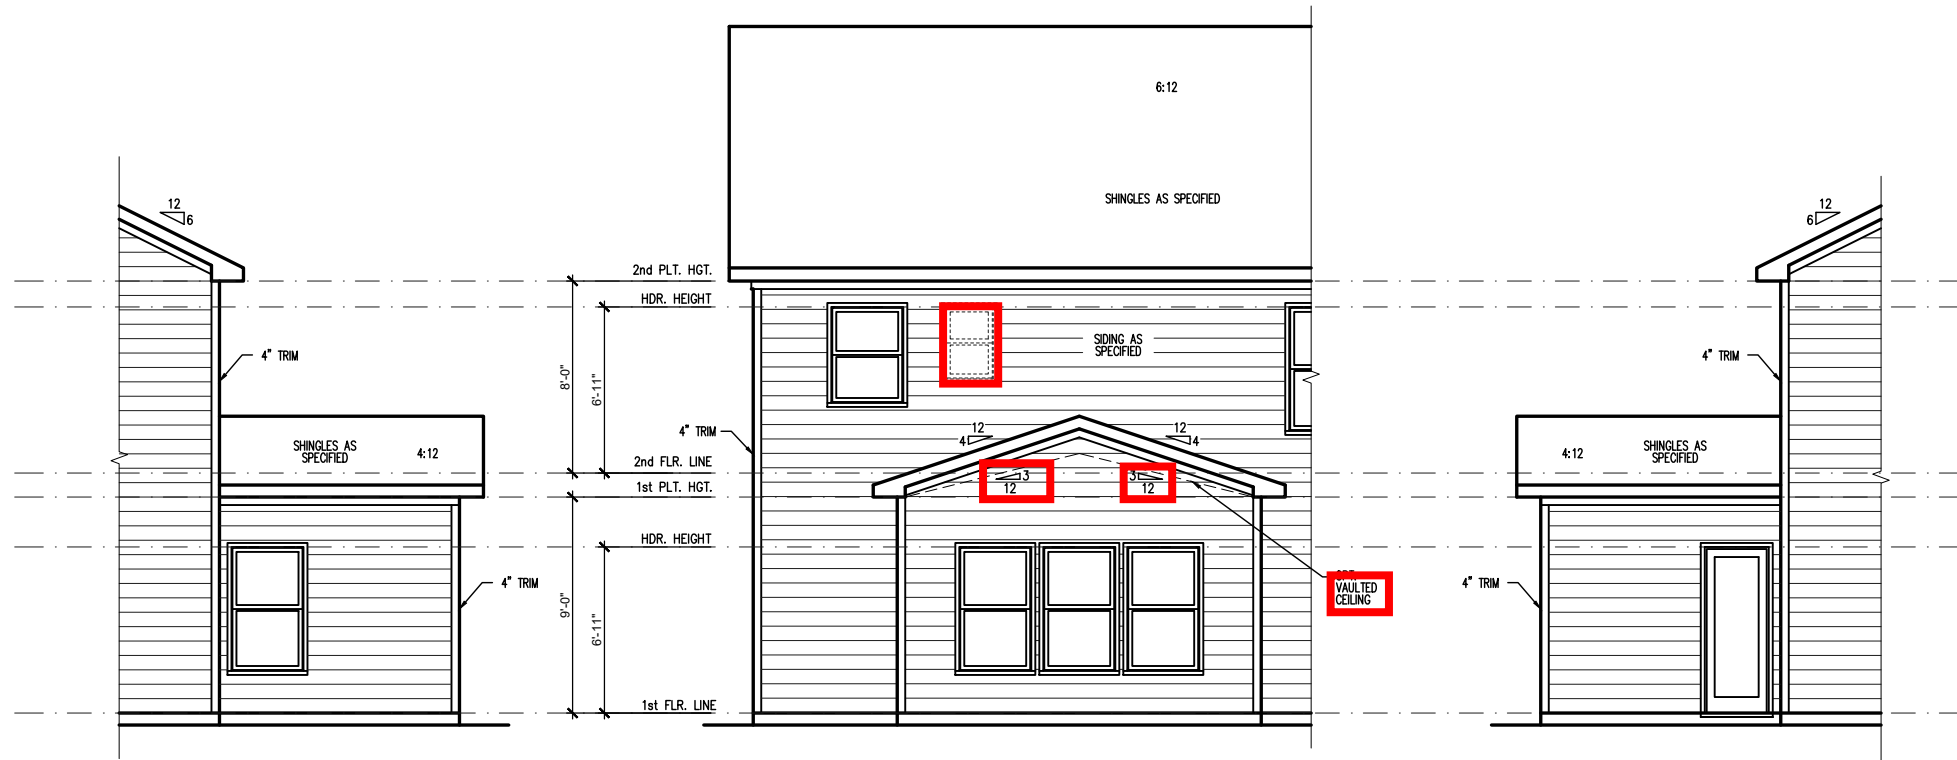 6:12
SHINGLES AS SPECIFIED
12
6
12
6
2nd PLT. HGT.
HDR. HEIGHT
4" TRIM
8'-0"
6'-11"
SIDING AS
SPECIFIED
4" TRIM
SHINGLES AS
SPECIFIED
4:12
4" TRIM
12
4
12
4
2nd FLR. LINE
1st PLT. HGT.
3
12
3
12
4:12
SHINGLES AS
SPECIFIED
HDR. HEIGHT
4" TRIM
9'-0"
6'-11"
VAULTED
CEILING
4" TRIM
1st FLR. LINE